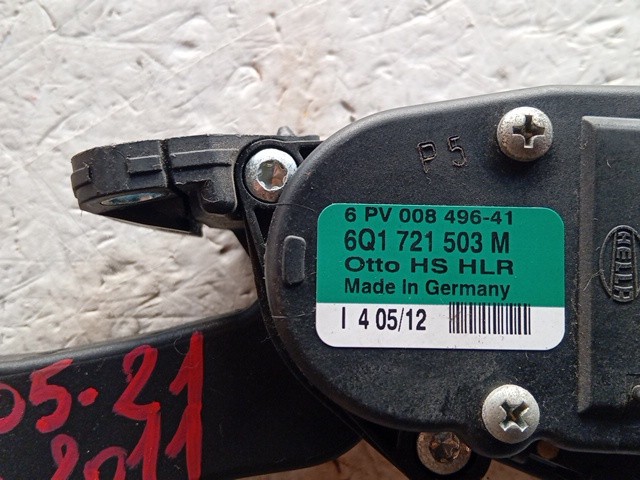 P5
6 PV 008 496-41
6Q1 721 503 M
Otto HS HLR
Made In Germany
I 4 05/12
HELLA
05.21
2011